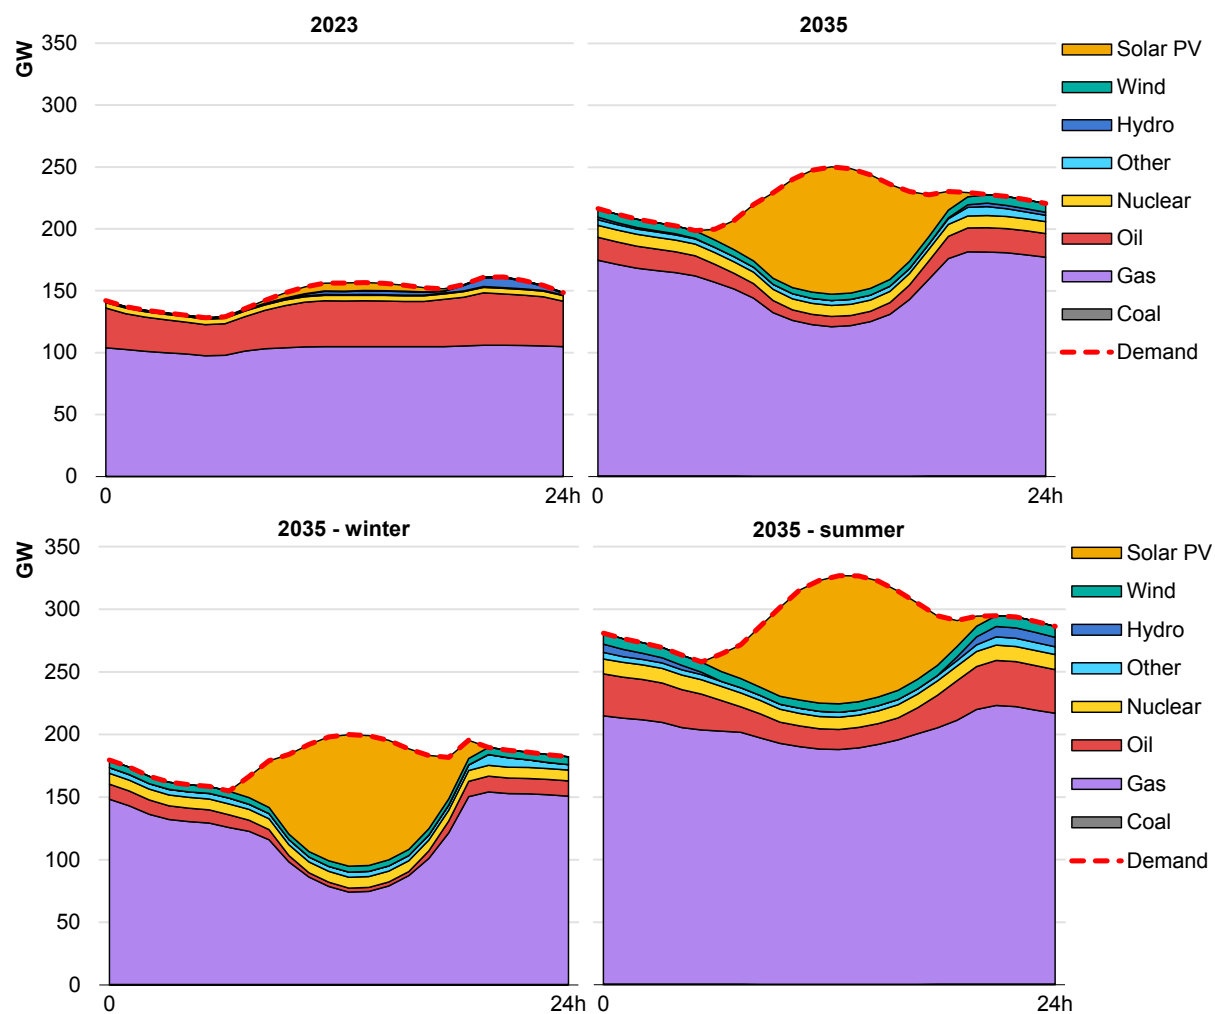 2023
2035
GW
350
300
250
200
150
100
50
0
0
24h
0
24h
Solar PV
Wind
Hydro
Other
Nuclear
Oil
Gas
Coal
Demand
2035 - winter
2035 - summer
GW
350
300
250
200
150
100
50
0
0
24h
0
24h
Solar PV
Wind
Hydro
Other
Nuclear
Oil
Gas
Coal
Demand